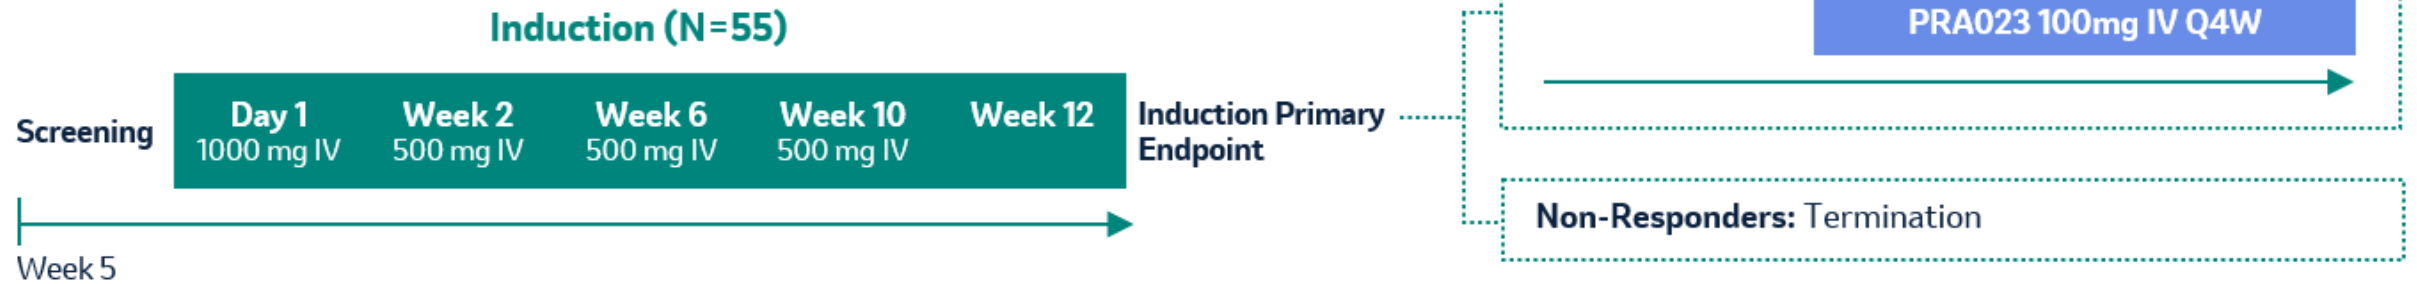 Induction (N=55)
Screening
Day 1
1000 mg IV
Week 2
500 mg IV
Week 6
500 mg IV
Week 10
500 mg IV
Week 12
Induction Primary
Endpoint
Week 5
PRA023 100mg IV Q4W
Non-Responders: Termination